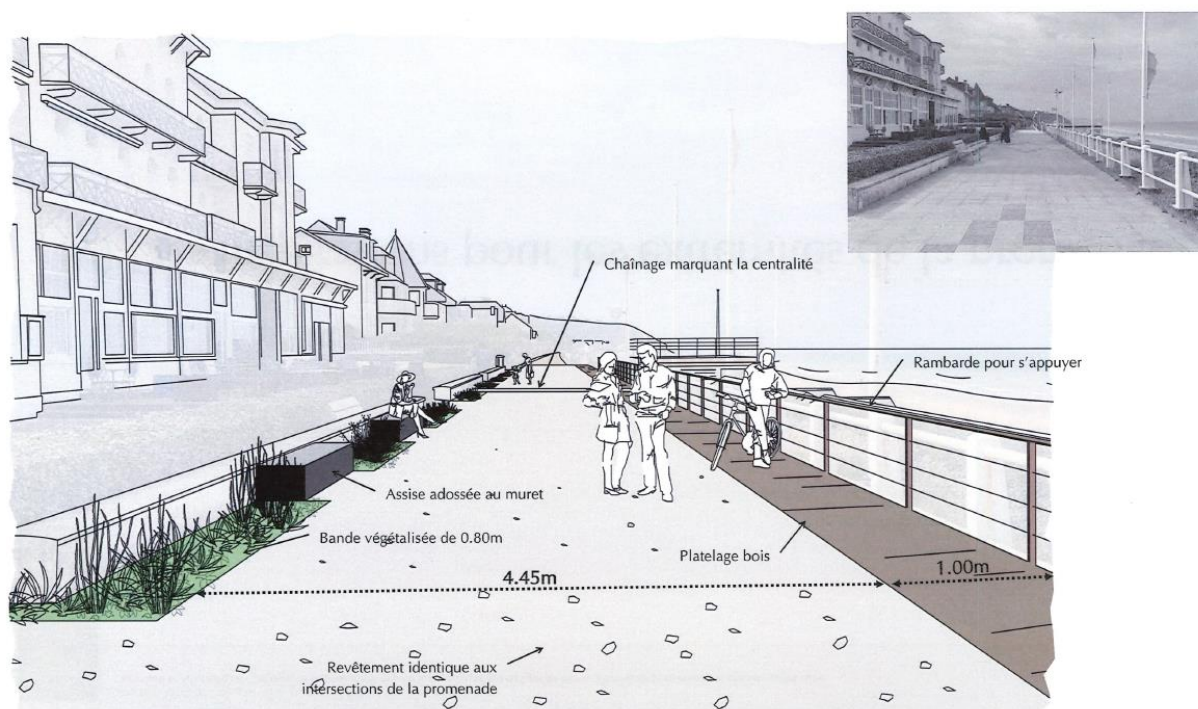 Chaînage marquant la centralité
Rambarde pour s'appuyer
Assise adossée au muret
Bande végétalisée de 0.80m
Platelage bois
4.45m
1.00m
Revêtement identique aux
intersections de la promenade